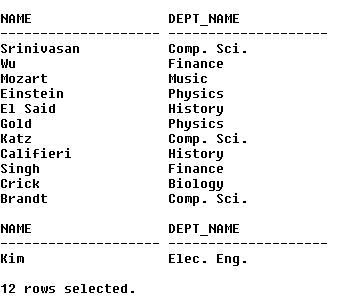 NAME                 DEPT_NAME
-------------------- --------------------
Srinivasan           Comp. Sci.
Wu                   Finance
Mozart               Music
Einstein             Physics
El Said              History
Gold                 Physics
Katz                 Comp. Sci.
Califieri            History
Singh                Finance
Crick                Biology
Brandt               Comp. Sci.

NAME                 DEPT_NAME
-------------------- --------------------
Kim                  Elec. Eng.

12 rows selected.